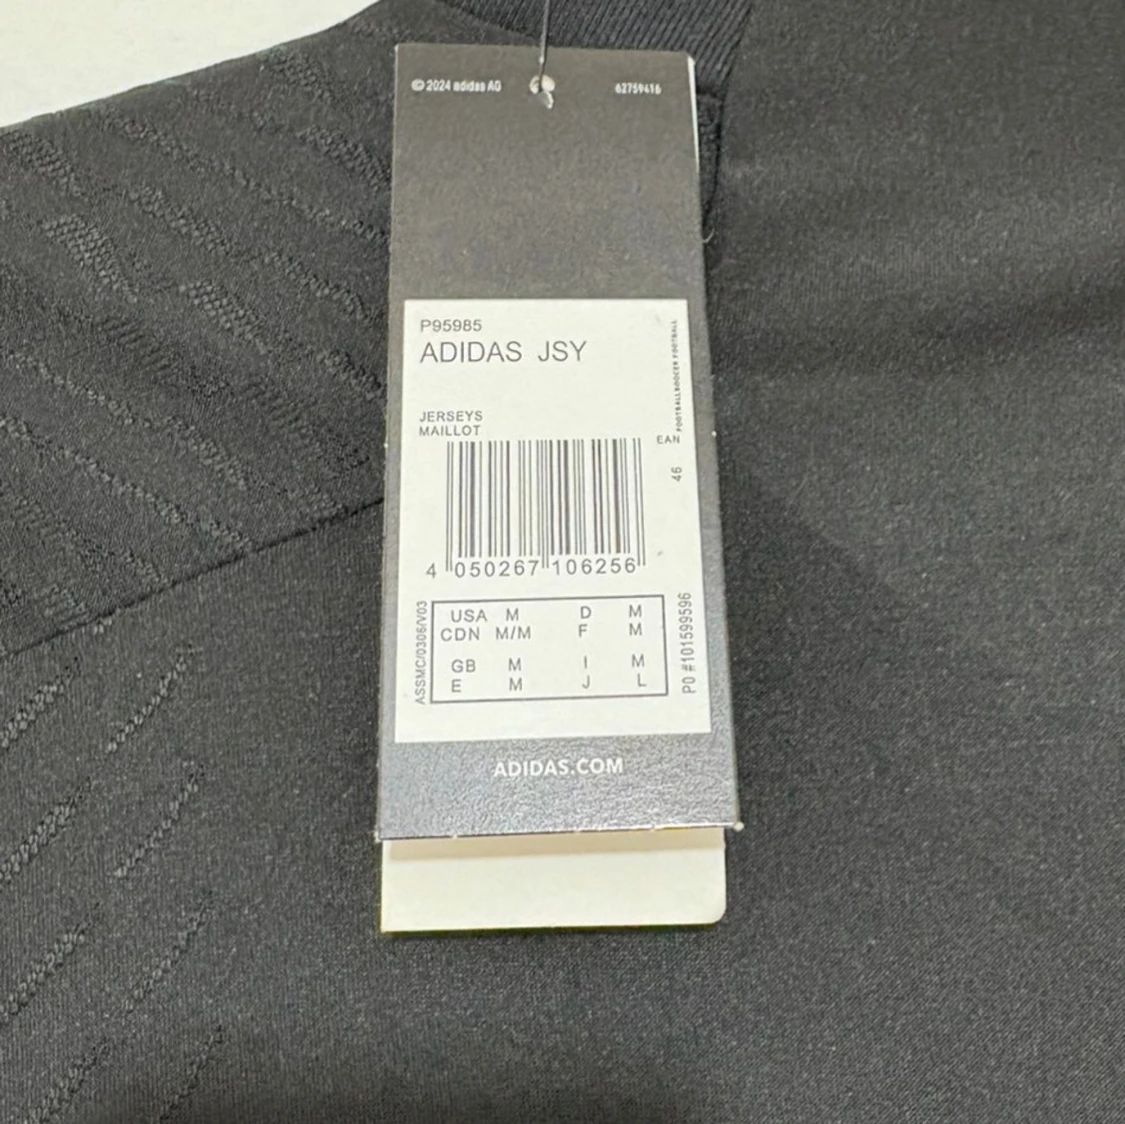 © 2024 adidas AG
62759416
P95985
ADIDAS JSY
FOOTBALL/SOCCER FOOTBALL
JERSEYS
MAILLOT
EAN
46
4 050267 106256
ASSMC/0306/V03
USA M D M
CDN M/M F M
GB M I M
E M J L
PO #101599596
ADIDAS.COM